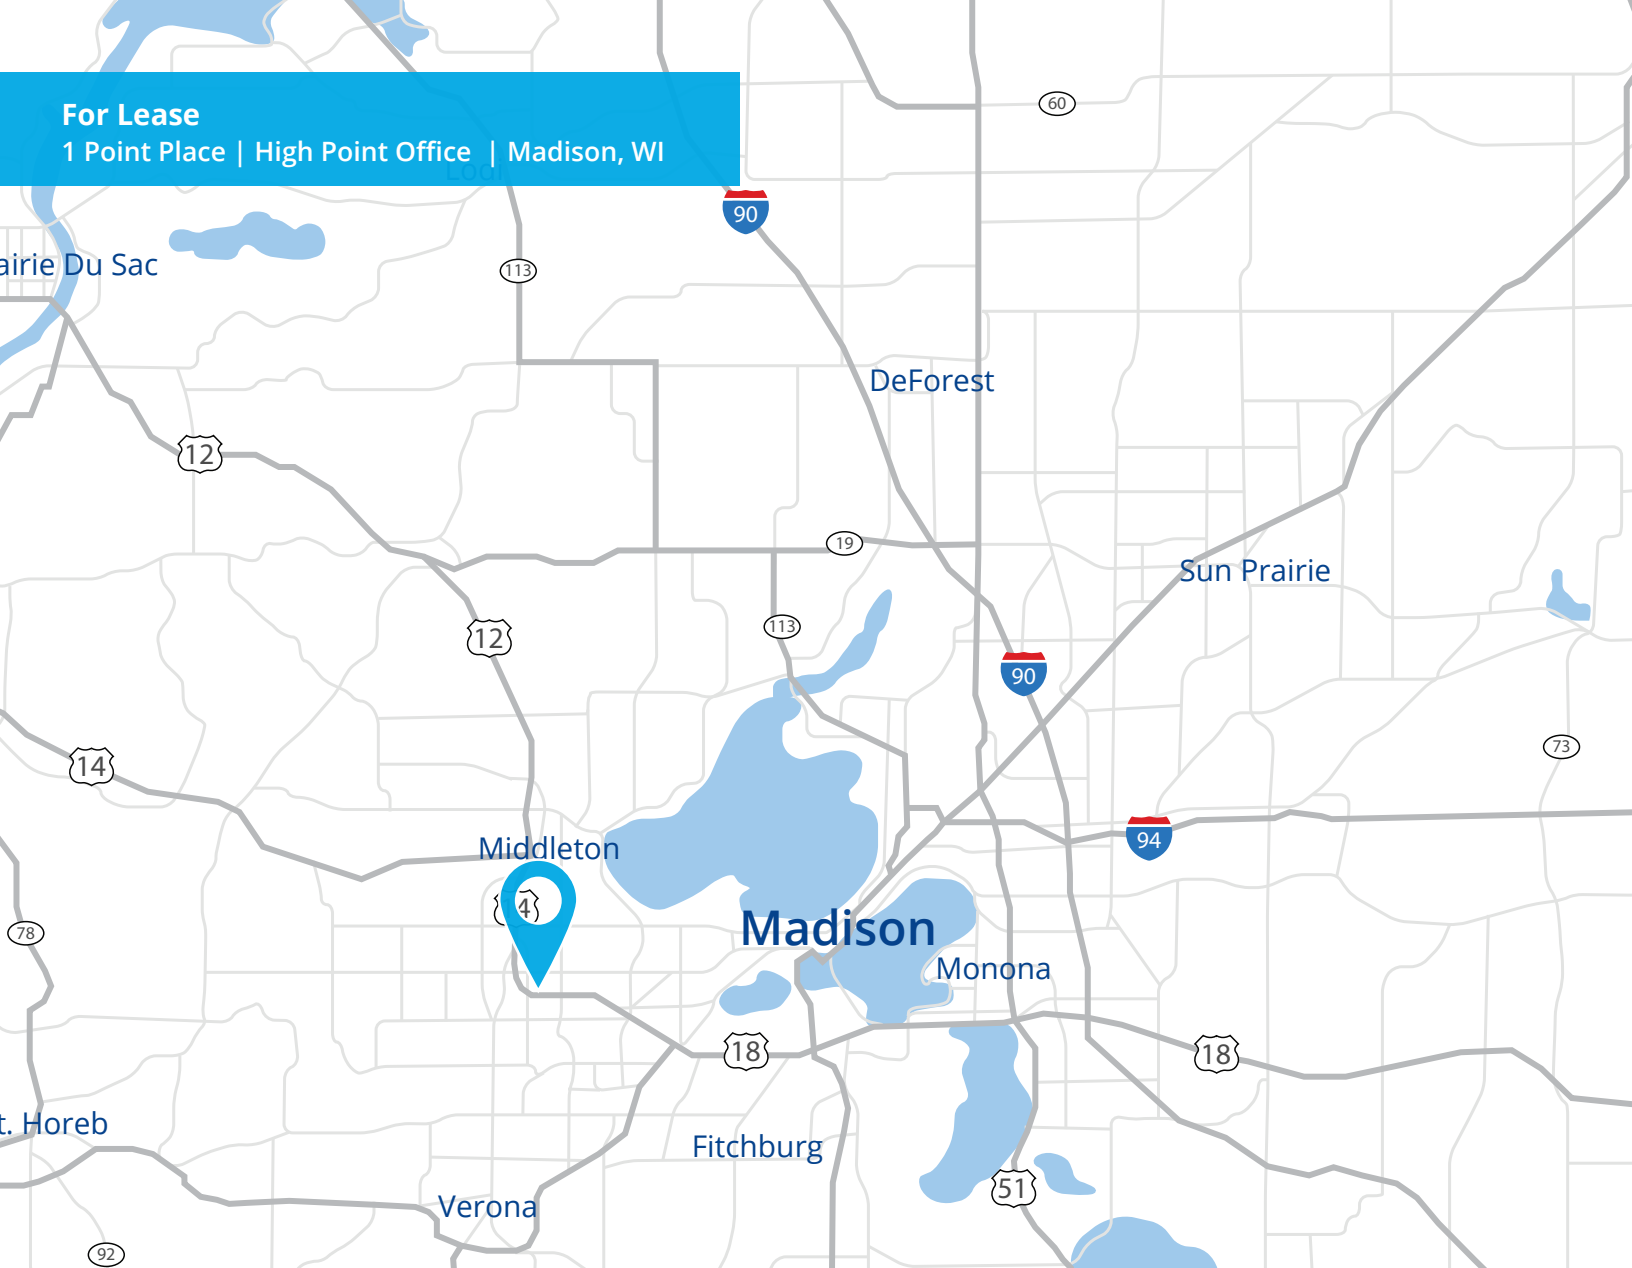 For Lease
1 Point Place | High Point Office | Madison, WI
Lodi
60
90
airie Du Sac
113
DeForest
12
19
Sun Prairie
113
12
90
73
14
94
Middleton
4
78
Madison
Monona
18
18
t. Horeb
Fitchburg
51
Verona
92